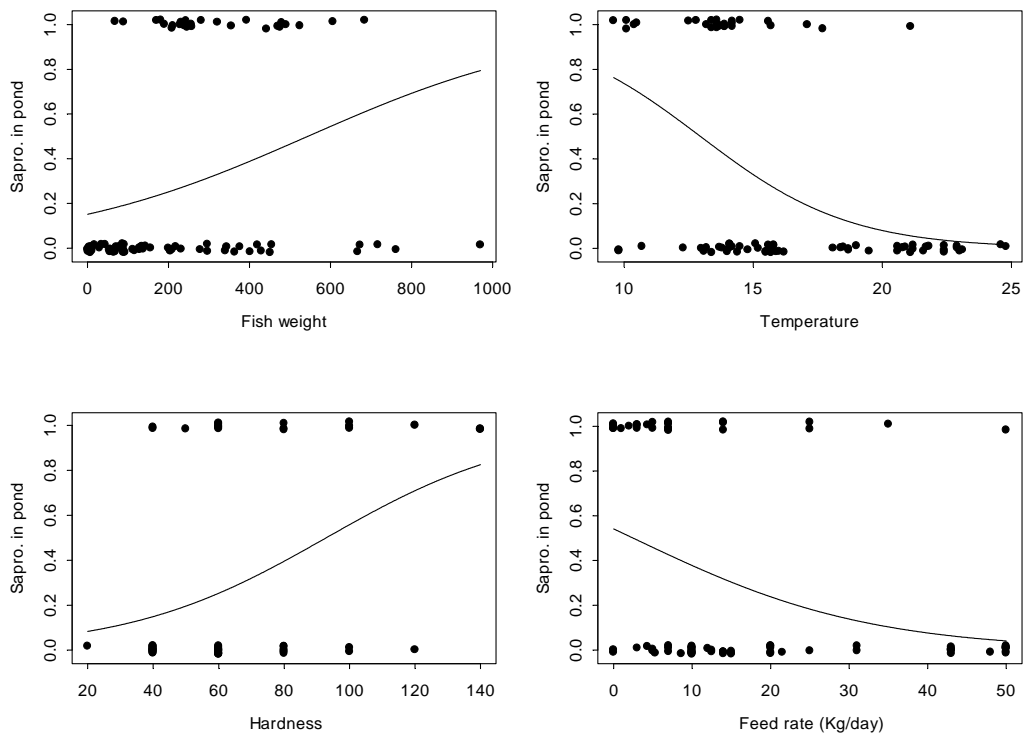 Sapro. in pond
0.0 0.2 0.4 0.6 0.8 1.0
0 200 400 600 800 1000
Fish weight
Sapro. in pond
0.0 0.2 0.4 0.6 0.8 1.0
10 15 20 25
Temperature
Sapro. in pond
0.0 0.2 0.4 0.6 0.8 1.0
20 40 60 80 100 120 140
Hardness
Sapro. in pond
0.0 0.2 0.4 0.6 0.8 1.0
0 10 20 30 40 50
Feed rate (Kg/day)